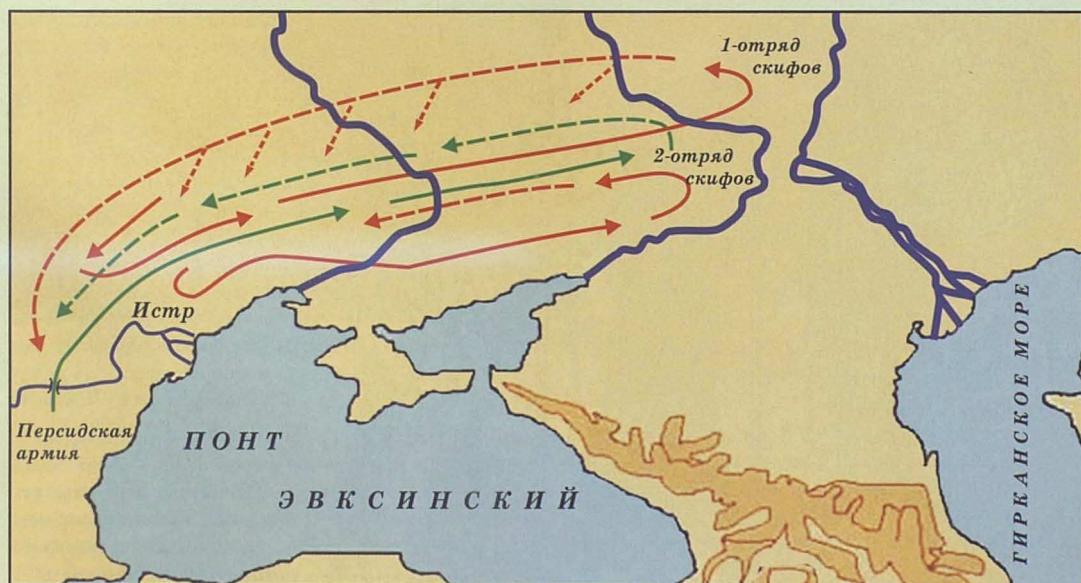 1-отряд
скифов
2-отряд
скифов
Истр
Персидская
армия
ПОНТ
ЭВКСИНСКИЙ
ГИРКАНСКОЕ МОРЕ